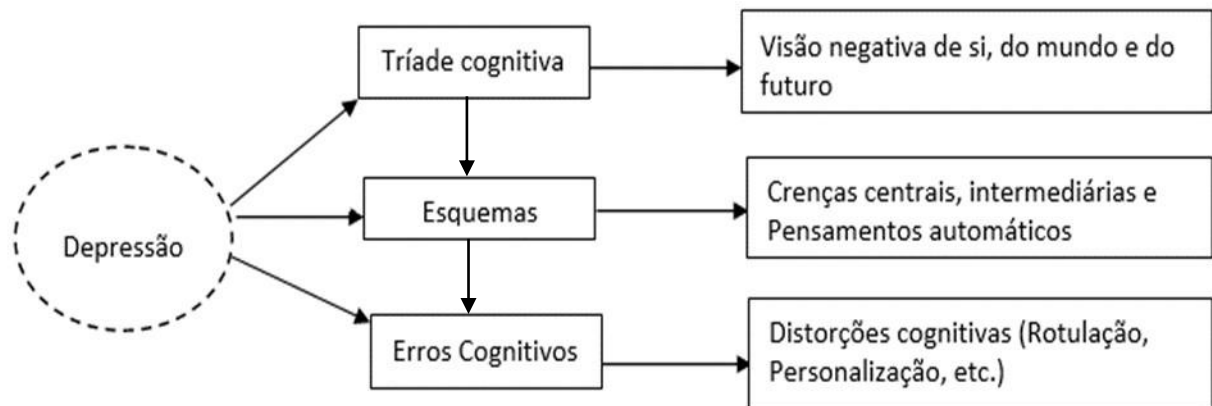 Tríade cognitiva
Visão negativa de si, do mundo e do
futuro
Depressão
Esquemas
Crenças centrais, intermediárias e
Pensamentos automáticos
Erros Cognitivos
Distorções cognitivas (Rotulação,
Personalização, etc.)